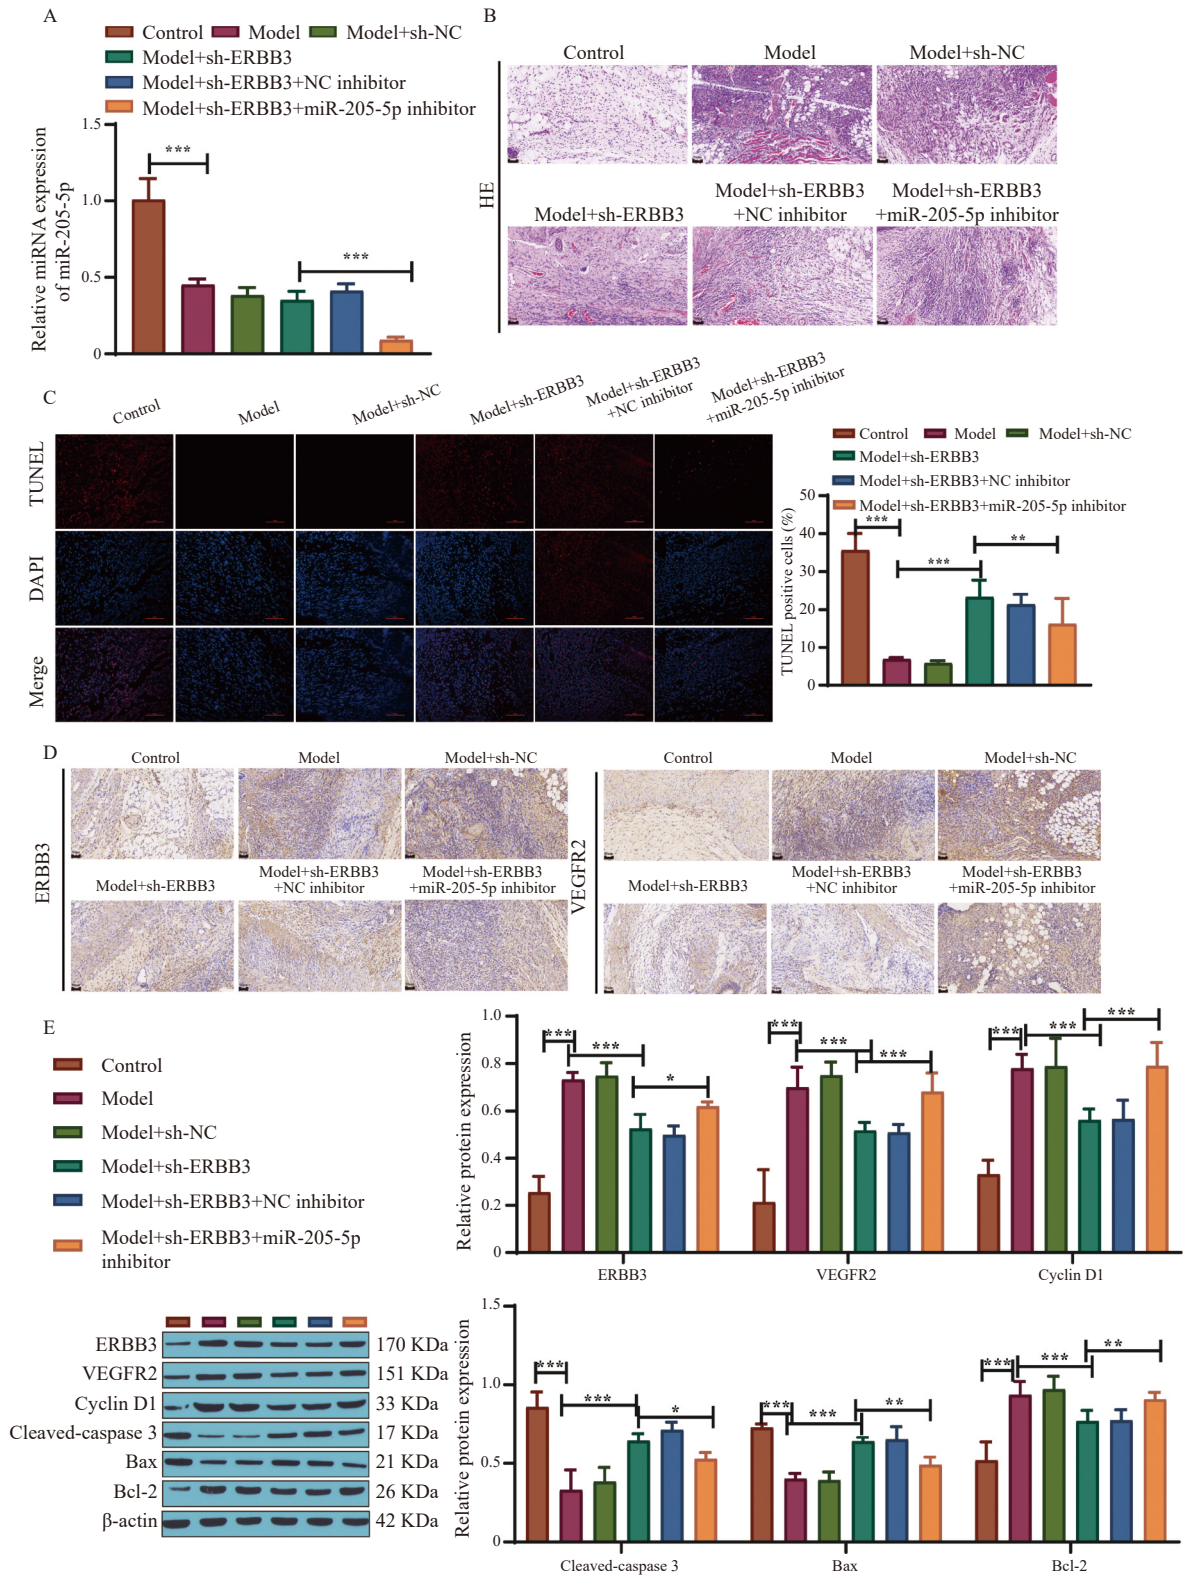 A
Control
Model
Model+sh-NC
Model+sh-ERBB3
Model+sh-ERBB3+NC inhibitor
Model+sh-ERBB3+miR-205-5p inhibitor
Relative miRNA expression
of miR-205-5p
1.5
1.0
0.5
0
***
***
B
HE
Control
Model
Model+sh-NC
Model+sh-ERBB3
Model+sh-ERBB3
+NC inhibitor
Model+sh-ERBB3
+miR-205-5p inhibitor
C
Control
Model
Model+sh-NC
Model+sh-ERBB3
Model+sh-ERBB3
+NC inhibitor
Model+sh-ERBB3
+miR-205-5p inhibitor
TUNEL
DAPI
Merge
Control
Model
Model+sh-NC
Model+sh-ERBB3
Model+sh-ERBB3+NC inhibitor
Model+sh-ERBB3+miR-205-5p inhibitor
TUNEL positive cells (%)
50
40
30
20
10
0
***
***
**
D
ERBB3
Control
Model
Model+sh-NC
Model+sh-ERBB3
Model+sh-ERBB3
+NC inhibitor
Model+sh-ERBB3
+miR-205-5p inhibitor
VEGFR2
Control
Model
Model+sh-NC
Model+sh-ERBB3
Model+sh-ERBB3
+NC inhibitor
Model+sh-ERBB3
+miR-205-5p inhibitor
E
Control
Model
Model+sh-NC
Model+sh-ERBB3
Model+sh-ERBB3+NC inhibitor
Model+sh-ERBB3+miR-205-5p
inhibitor
Relative protein expression
1.0
0.8
0.6
0.4
0.2
0
***
***
*
***
***
***
***
***
***
ERBB3
VEGFR2
Cyclin D1
ERBB3 170 KDa
VEGFR2 151 KDa
Cyclin D1 33 KDa
Cleaved-caspase 3 17 KDa
Bax 21 KDa
Bcl-2 26 KDa
β-actin 42 KDa
Relative protein expression
1.5
1.0
0.5
0
***
***
*
***
***
**
***
***
**
Cleaved-caspase 3
Bax
Bcl-2